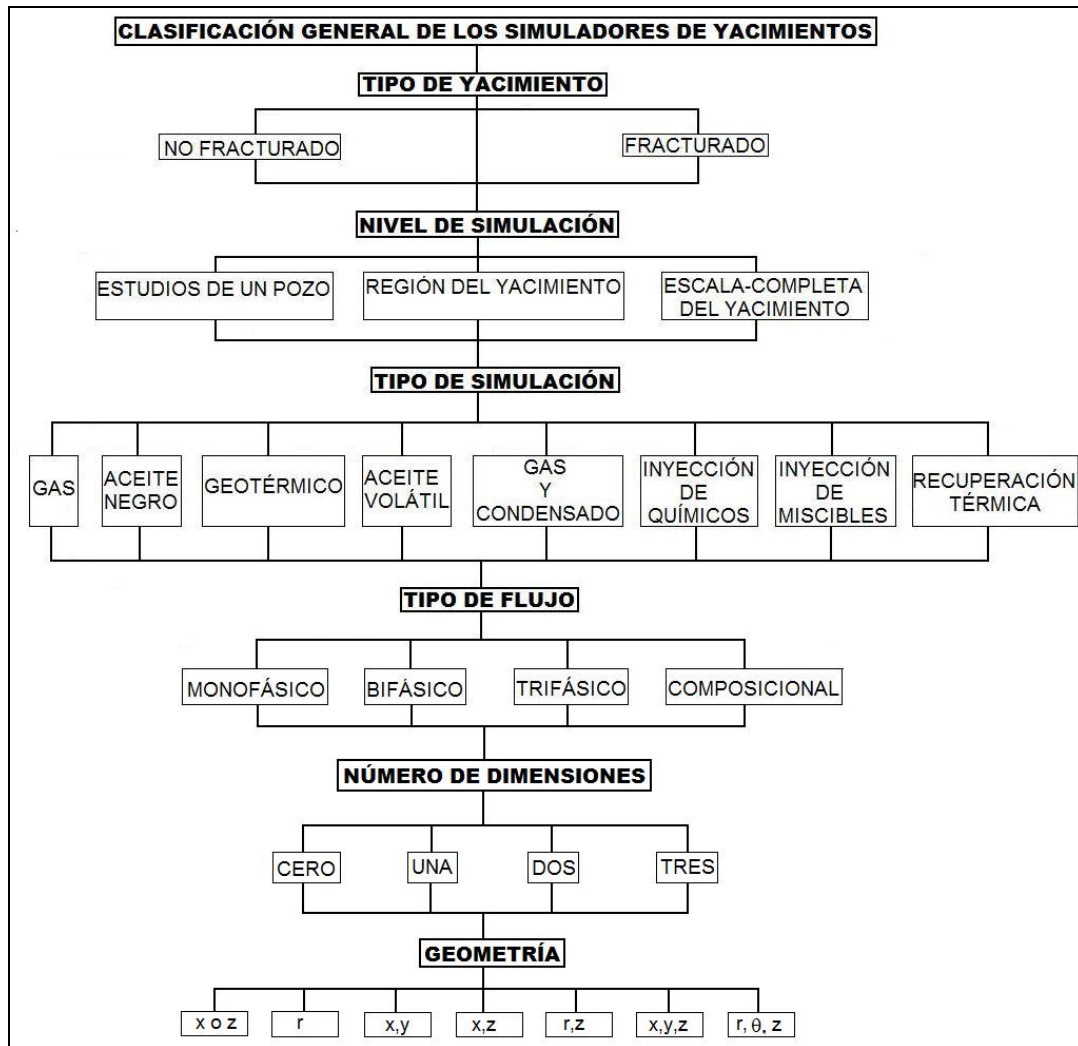 CLASIFICACIÓN GENERAL DE LOS SIMULADORES DE YACIMIENTOS
TIPO DE YACIMIENTO
NO FRACTURADO
FRACTURADO
NIVEL DE SIMULACIÓN
ESTUDIOS DE UN POZO
REGIÓN DEL YACIMIENTO
ESCALA-COMPLETA
DEL YACIMIENTO
TIPO DE SIMULACIÓN
GAS
ACEITE
NEGRO
GEOTÉRMICO
ACEITE
VOLÁTIL
GAS
Y
CONDENSADO
INYECCIÓN
DE
QUÍMICOS
INYECCIÓN
DE
MISCIBLES
RECUPERACIÓN
TÉRMICA
TIPO DE FLUJO
MONOFÁSICO
BIFÁSICO
TRIFÁSICO
COMPOSICIONAL
NÚMERO DE DIMENSIONES
CERO
UNA
DOS
TRES
GEOMETRÍA
x o z
r
x,y
x,z
r,z
x,y,z
r, θ, z